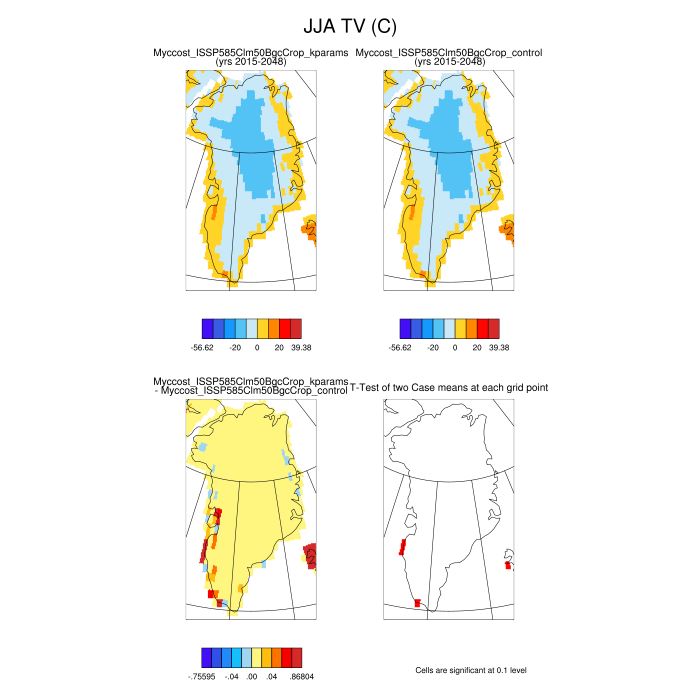 JJA TV (C)
Myccost_ISSP585Clm50BgcCrop_kparams
(yrs 2015-2048)
Myccost_ISSP585Clm50BgcCrop_control
(yrs 2015-2048)
-56.62 -20 0 20 39.38
-56.62 -20 0 20 39.38
Myccost_ISSP585Clm50BgcCrop_kparams
- Myccost_ISSP585Clm50BgcCrop_control
T-Test of two Case means at each grid point
-.75595 -.04 .00 .04 .86804
Cells are significant at 0.1 level